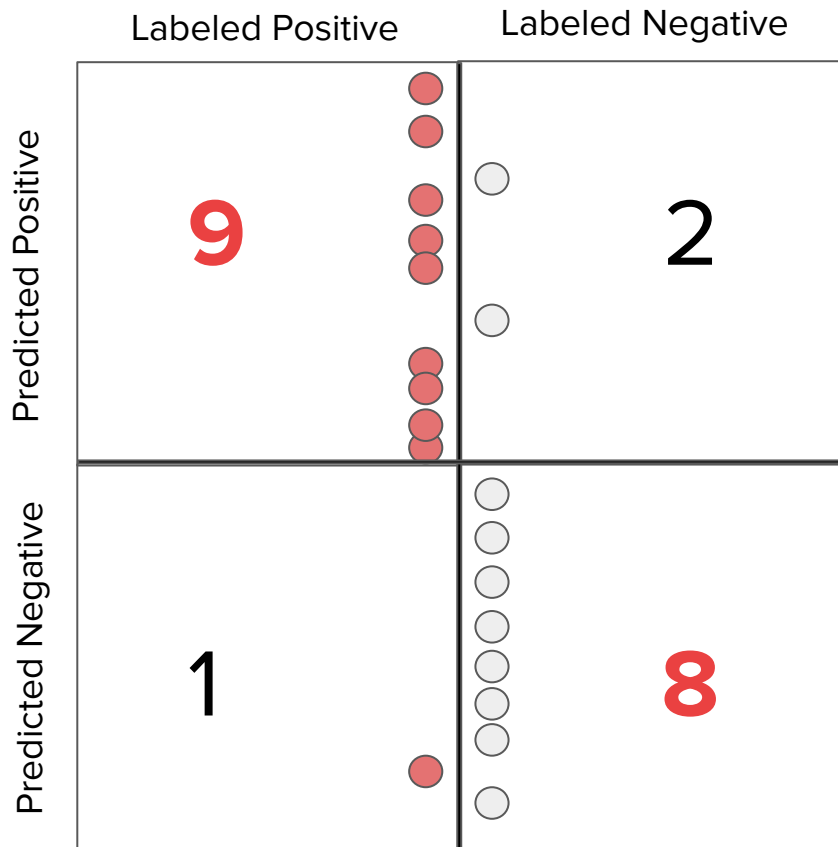 Labeled Positive
Labeled Negative
Predicted Positive
9
2
Predicted Negative
1
8